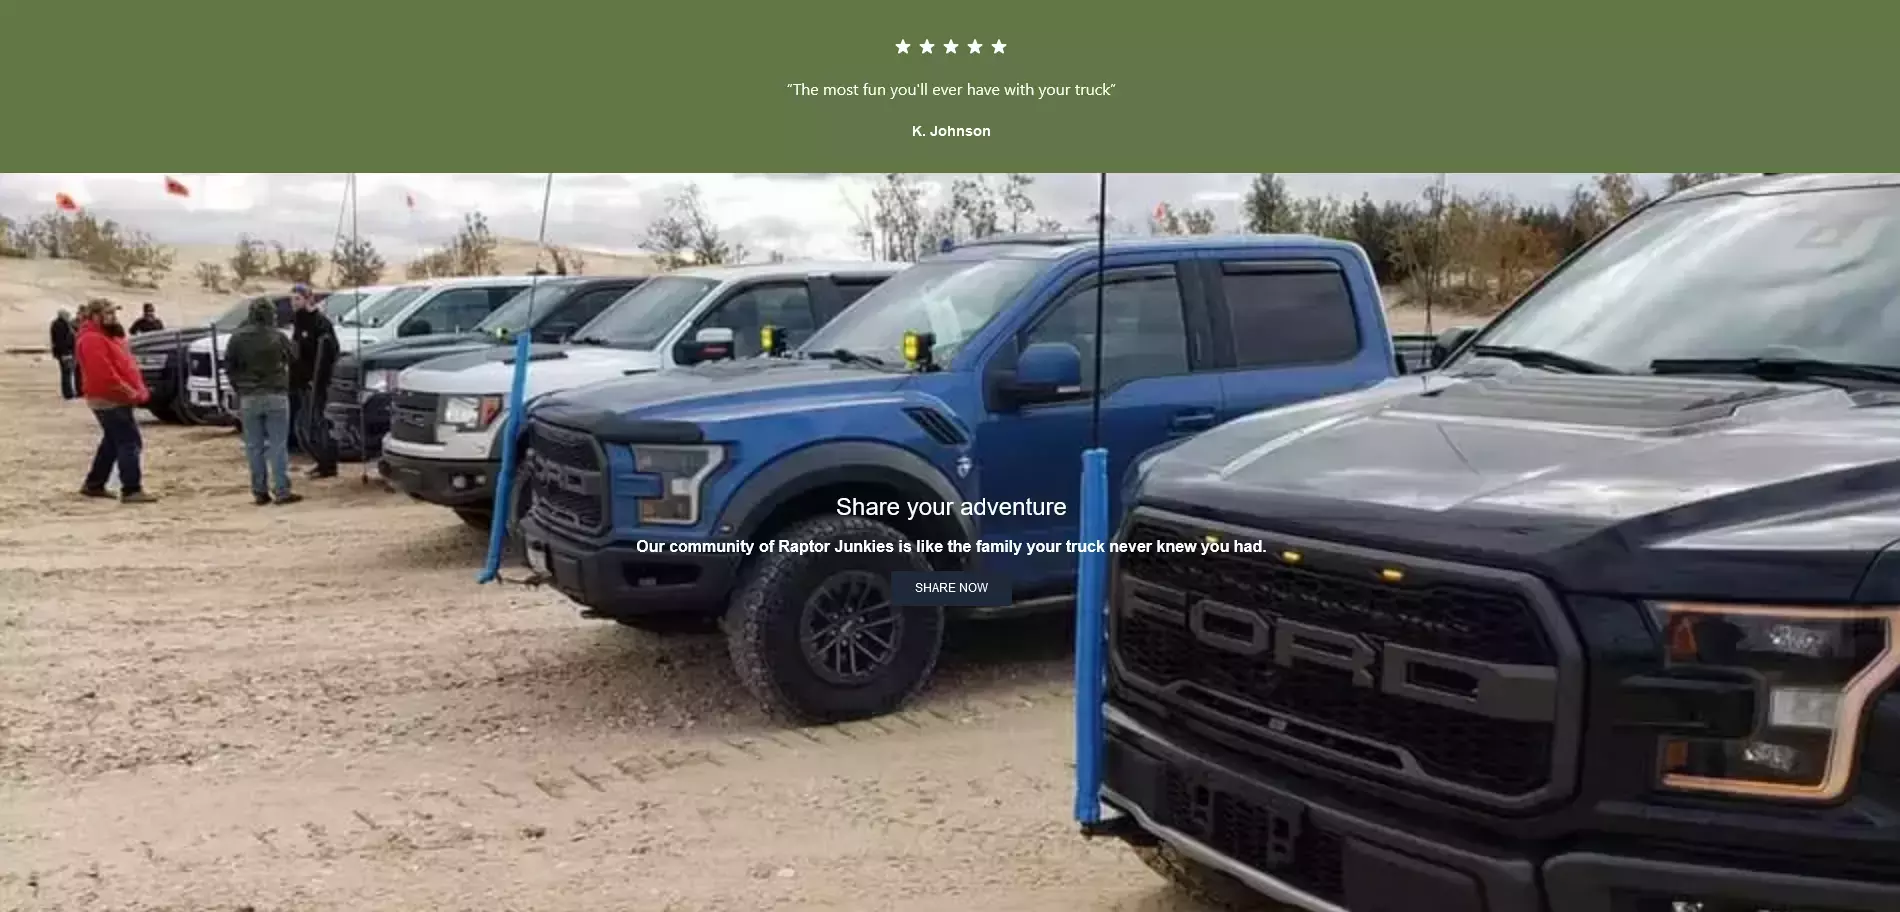 "The most fun you'll ever have with your truck"
K. Johnson
Share your adventure
Our community of Raptor Junkies is like the family your truck never knew you had.
SHARE NOW
FORD
FORD